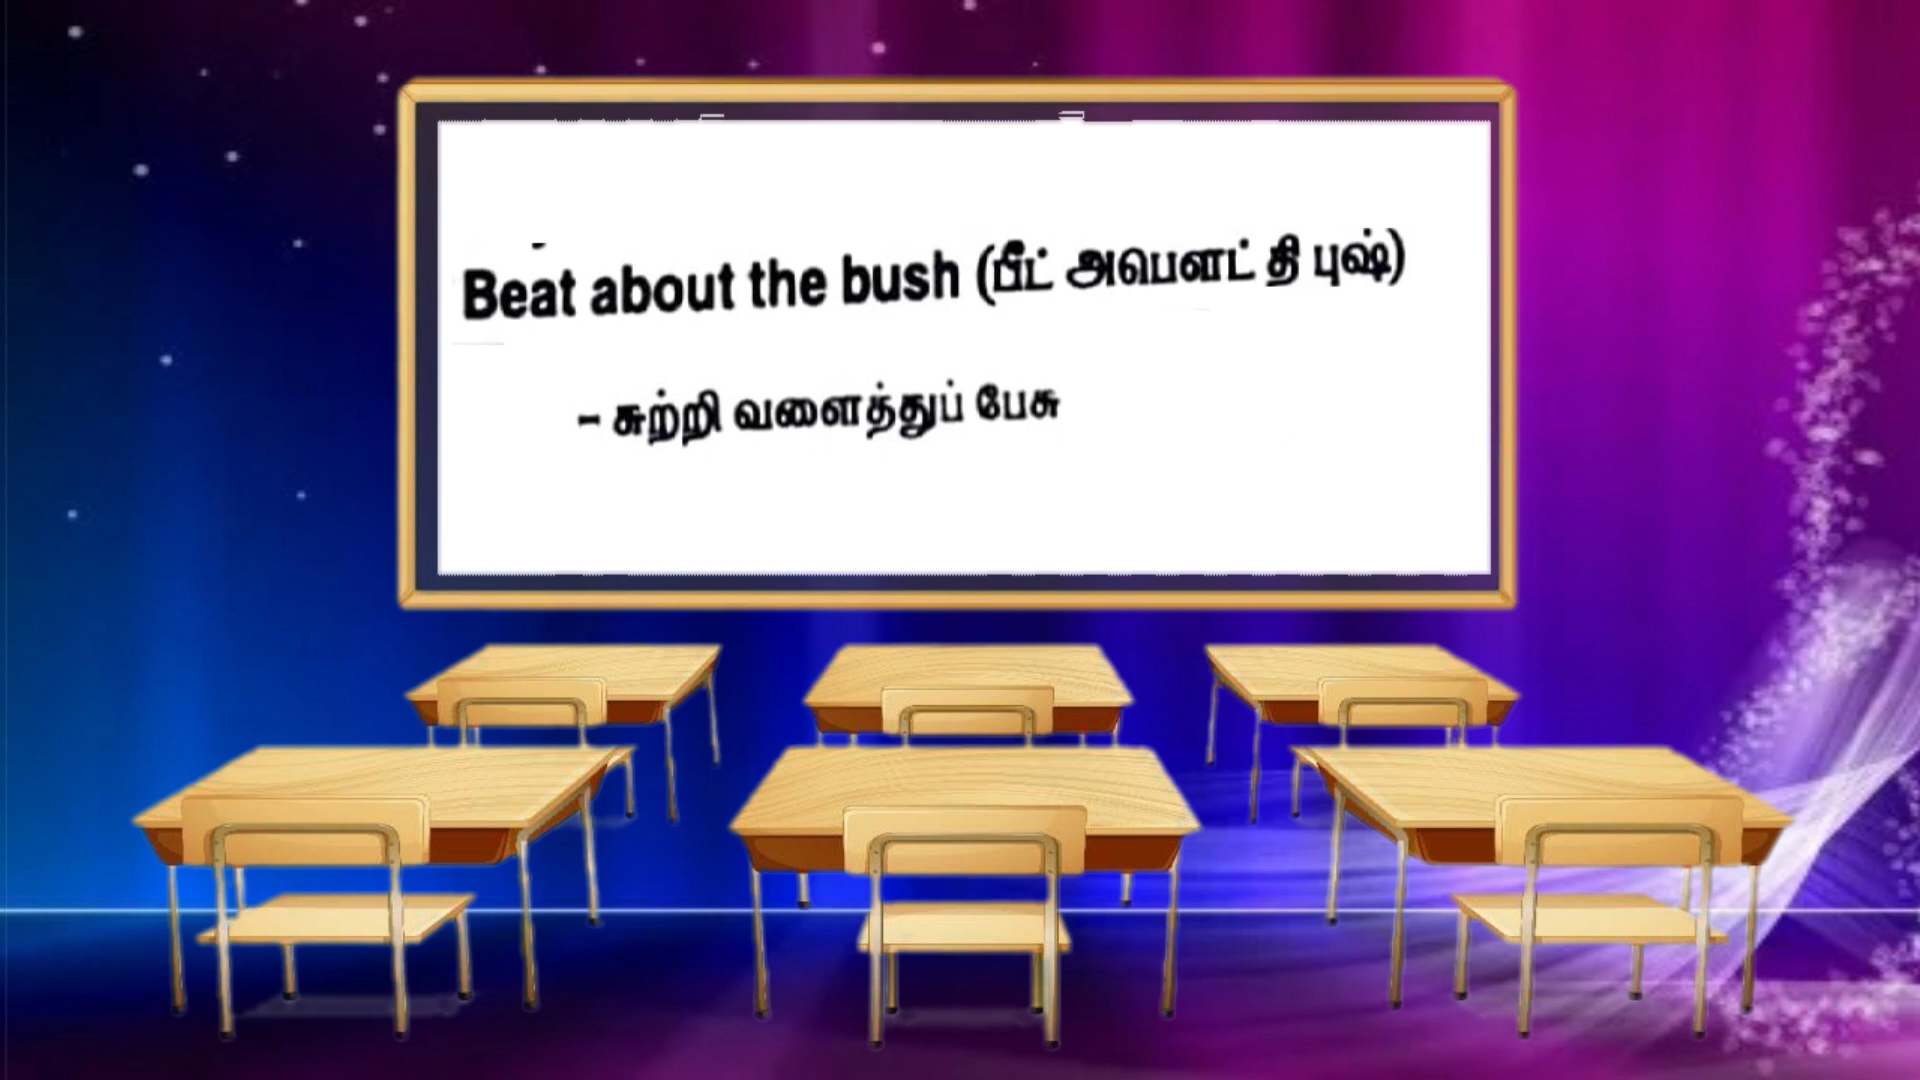 Beat about the bush (பீட் அபௌட் தி புஷ்)
– சுற்றி வளைத்துப் பேசு